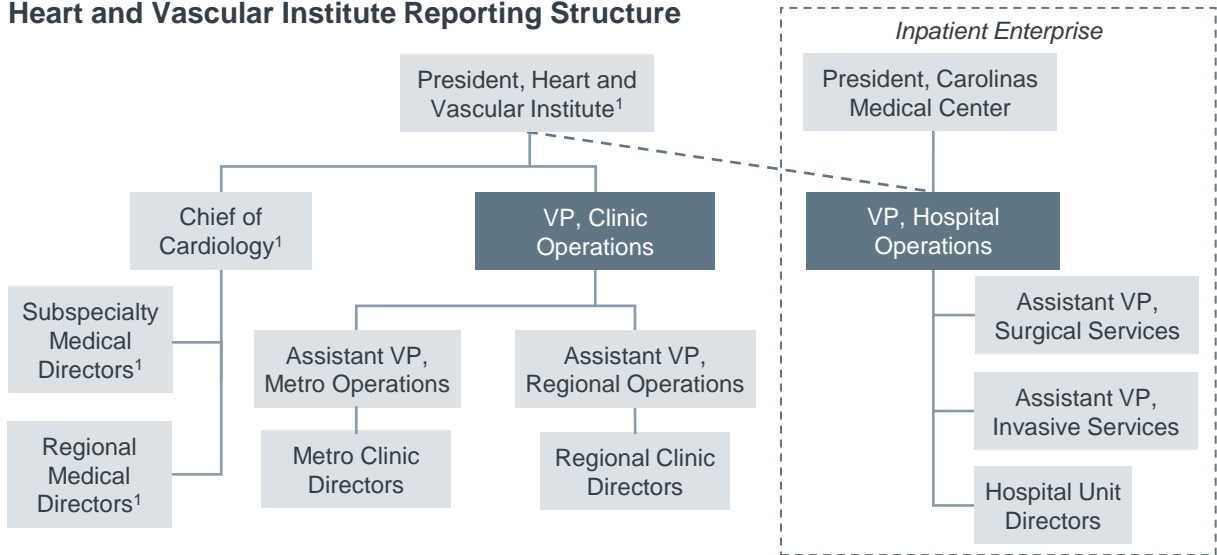 Heart and Vascular Institute Reporting Structure
Inpatient Enterprise
President, Heart and
Vascular Institute¹
President, Carolinas
Medical Center
Chief of
Cardiology¹
VP, Clinic
Operations
VP, Hospital
Operations
Subspecialty
Medical
Directors¹
Assistant VP,
Metro Operations
Assistant VP,
Regional Operations
Assistant VP,
Surgical Services
Assistant VP,
Invasive Services
Regional
Medical
Directors¹
Metro Clinic
Directors
Regional Clinic
Directors
Hospital Unit
Directors